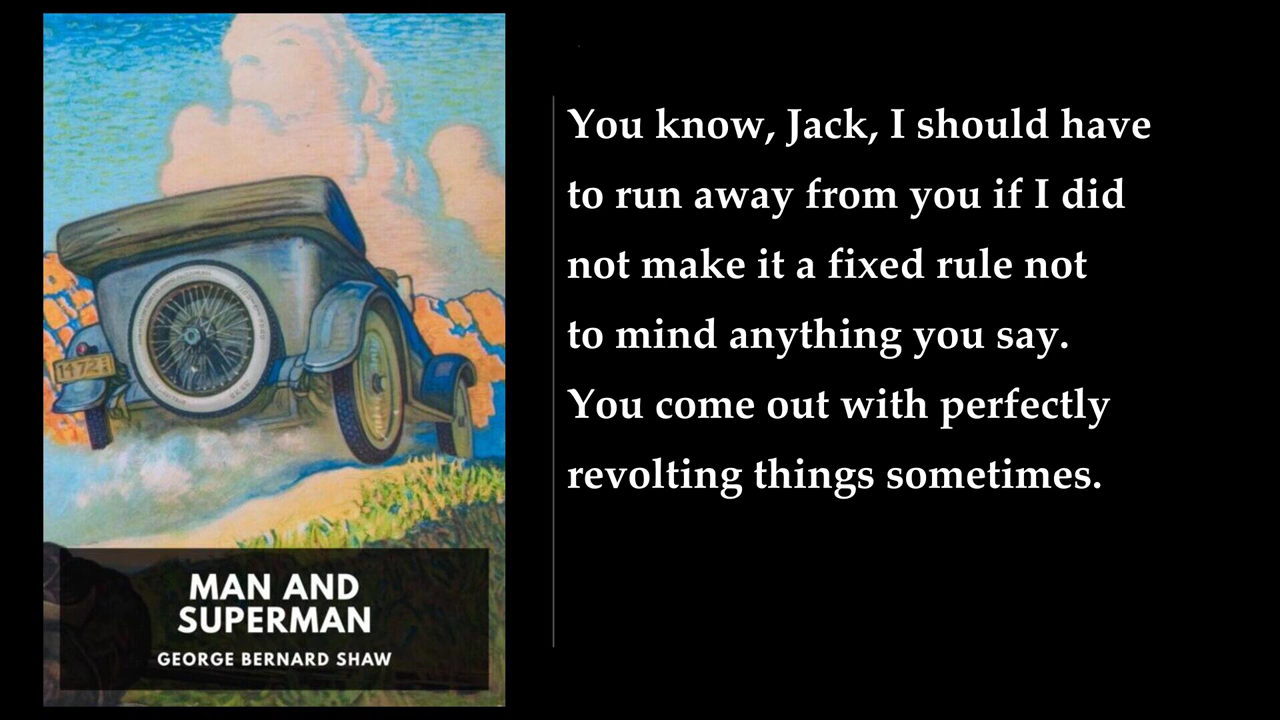 You know, Jack, I should have
to run away from you if I did
not make it a fixed rule not
to mind anything you say.
You come out with perfectly
revolting things sometimes.
1472
MAN AND
SUPERMAN
GEORGE BERNARD SHAW